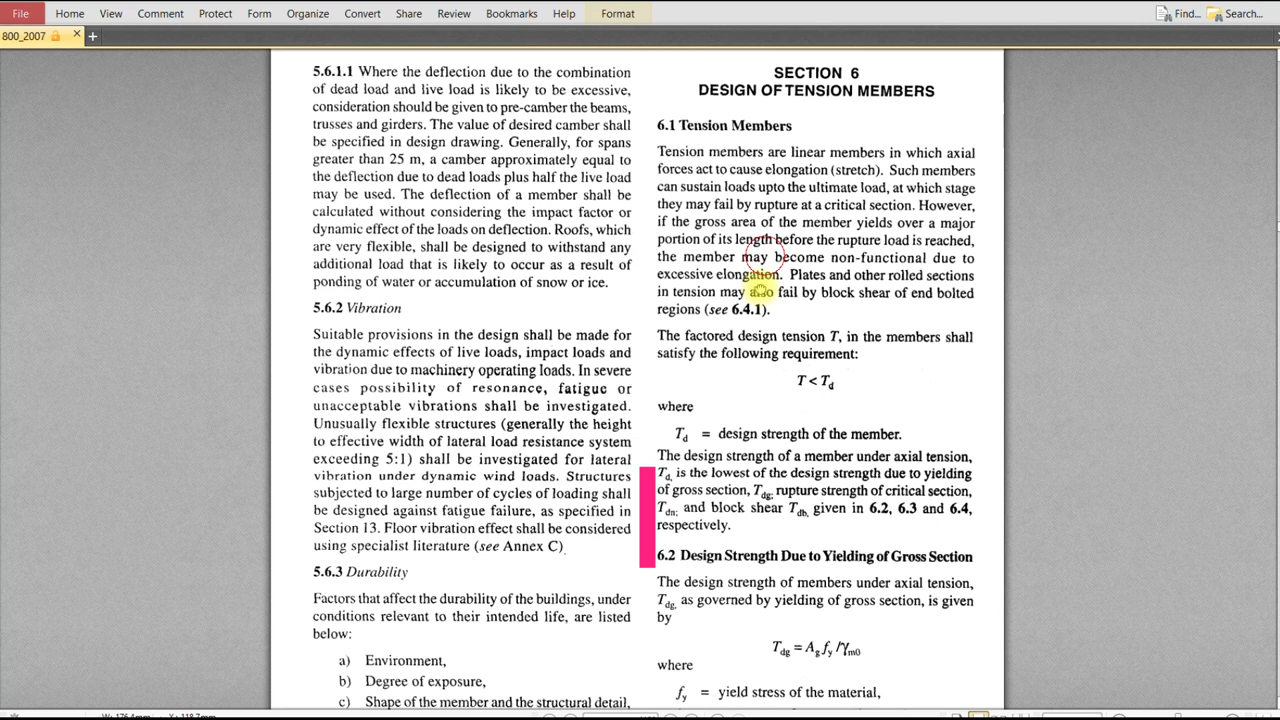 File Home View Comment Protect Form Organize Convert Share Review Bookmarks Help Format Find... Search...
800_2007
5.6.1.1 Where the deflection due to the combination
of dead load and live load is likely to be excessive,
consideration should be given to pre-camber the beams,
trusses and girders. The value of desired camber shall
be specified in design drawing. Generally, for spans
greater than 25 m, a camber approximately equal to
the deflection due to dead loads plus half the live load
may be used. The deflection of a member shall be
calculated without considering the impact factor or
dynamic effect of the loads on deflection. Roofs, which
are very flexible, shall be designed to withstand any
additional load that is likely to occur as a result of
ponding of water or accumulation of snow or ice.
5.6.2 Vibration
Suitable provisions in the design shall be made for
the dynamic effects of live loads, impact loads and
vibration due to machinery operating loads. In severe
cases possibility of resonance, fatigue or
unacceptable vibrations shall be investigated.
Unusually flexible structures (generally the height
to effective width of lateral load resistance system
exceeding 5:1) shall be investigated for lateral
vibration under dynamic wind loads. Structures
subjected to large number of cycles of loading shall
be designed against fatigue failure, as specified in
Section 13. Floor vibration effect shall be considered
using specialist literature (see Annex C)
5.6.3 Durability
Factors that affect the durability of the buildings, under
conditions relevant to their intended life, are listed
below:
a) Environment,
b) Degree of exposure,
c) Shape of the member and the structural detail,
SECTION 6
DESIGN OF TENSION MEMBERS
6.1 Tension Members
Tension members are linear members in which axial
forces act to cause elongation (stretch). Such members
can sustain loads upto the ultimate load, at which stage
they may fail by rupture at a critical section. However,
if the gross area of the member yields over a major
portion of its length before the rupture load is reached,
the member may become non-functional due to
excessive elongation. Plates and other rolled sections
in tension may also fail by block shear of end bolted
regions (see 6.4.1).
The factored design tension T, in the members shall
satisfy the following requirement:
T < Td
where
Td = design strength of the member.
The design strength of a member under axial tension,
Td, is the lowest of the design strength due to yielding
of gross section, Tdg; rupture strength of critical section,
Tdn; and block shear Tdb, given in 6.2, 6.3 and 6.4,
respectively.
6.2 Design Strength Due to Yielding of Gross Section
The design strength of members under axial tension,
Tdg, as governed by yielding of gross section, is given
by
Tdg = Ag fy /γm0
where
fy = yield stress of the material,